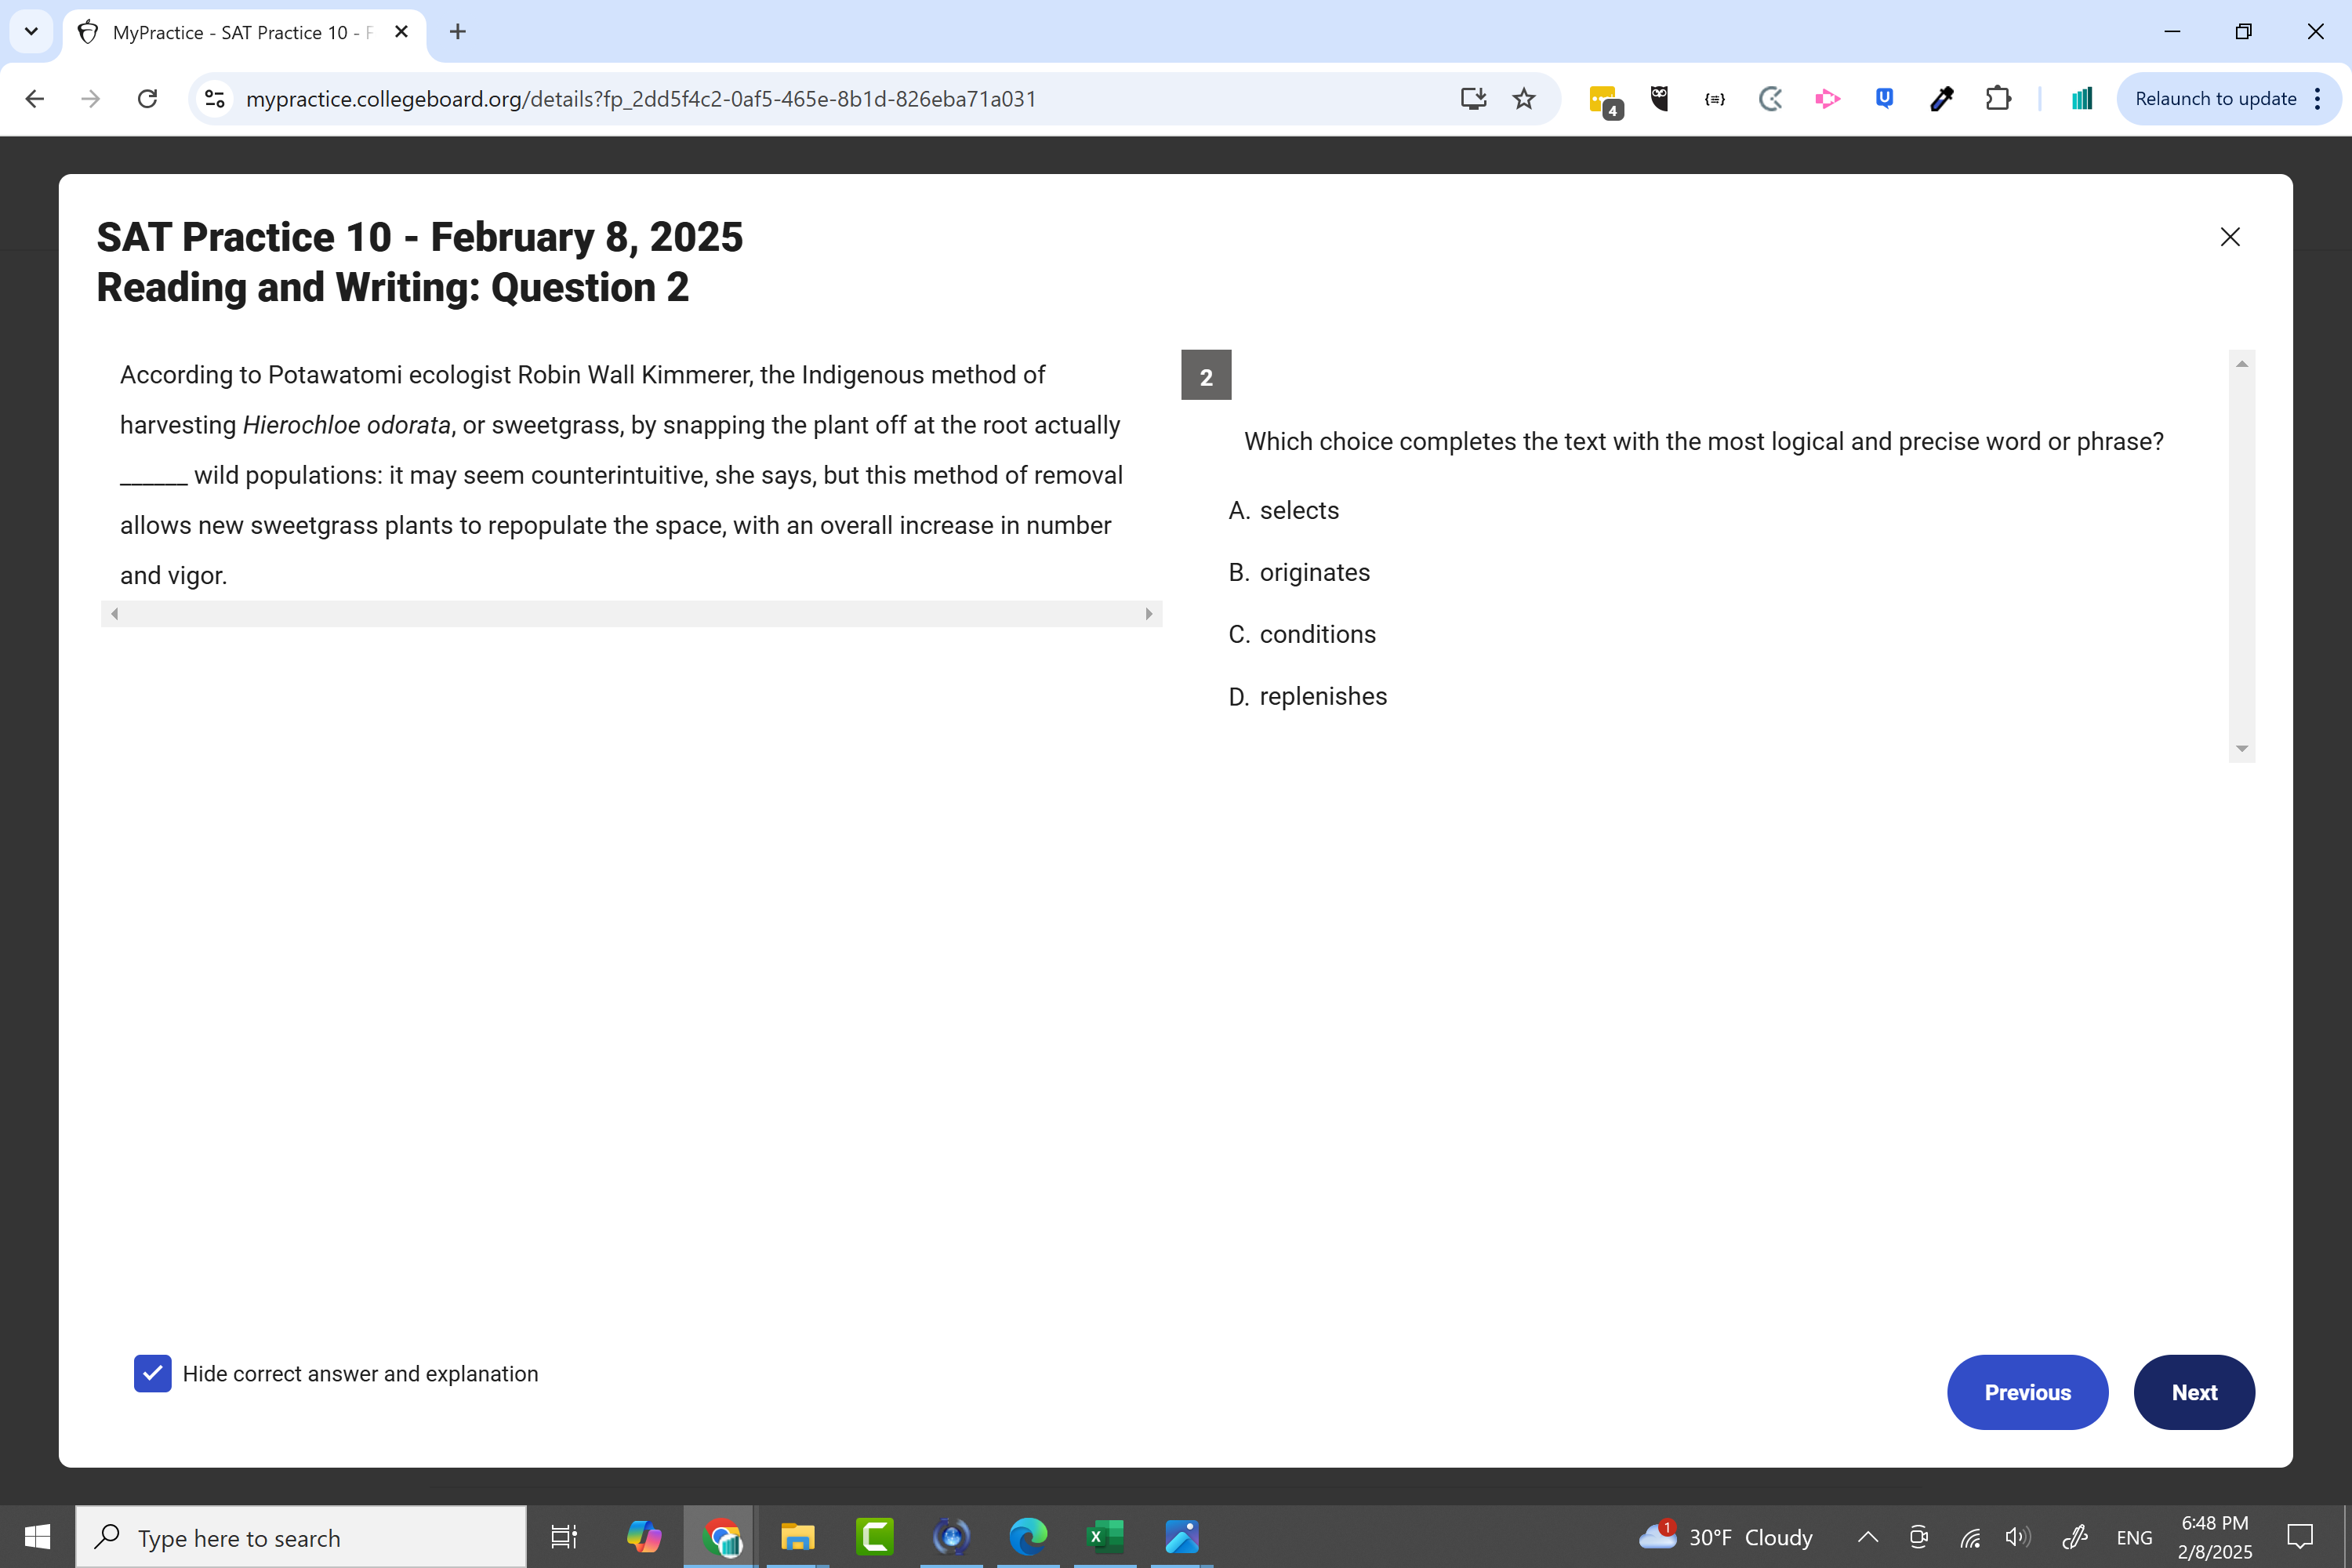 MyPractice - SAT Practice 10 - F
mypractice.collegeboard.org/details?fp_2dd5f4c2-0af5-465e-8b1d-826eba71a031
4
Relaunch to update
SAT Practice 10 - February 8, 2025
Reading and Writing: Question 2
According to Potawatomi ecologist Robin Wall Kimmerer, the Indigenous method of
harvesting Hierochloe odorata, or sweetgrass, by snapping the plant off at the root actually
______ wild populations: it may seem counterintuitive, she says, but this method of removal
allows new sweetgrass plants to repopulate the space, with an overall increase in number
and vigor.
2
Which choice completes the text with the most logical and precise word or phrase?
A. selects
B. originates
C. conditions
D. replenishes
Hide correct answer and explanation
Previous
Next
Type here to search
1
30°F Cloudy
ENG
6:48 PM
2/8/2025